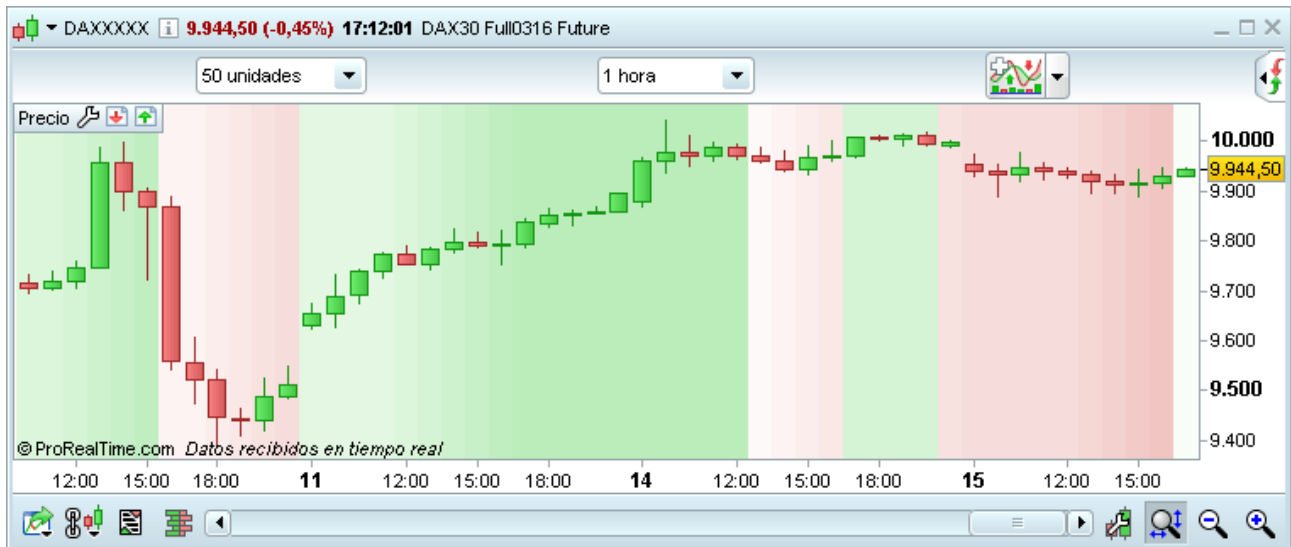 DAXXXXX i 9.944,50 (-0,45%) 17:12:01 DAX30 Full0316 Future
50 unidades 1 hora
Precio
10.000
9.944,50
9.900
9.800
9.700
9.600
9.500
9.400
© ProRealTime.com Datos recibidos en tiempo real
12:00 15:00 18:00 11 12:00 15:00 18:00 14 12:00 15:00 18:00 15 12:00 15:00